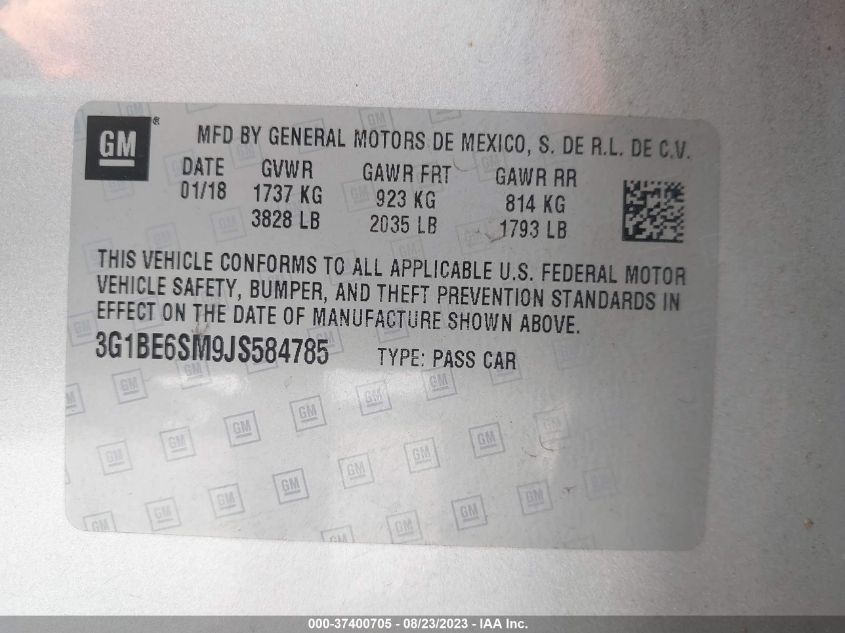 GM ®
MFD BY GENERAL MOTORS DE MEXICO, S. DE R.L. DE C.V.
DATE GVWR GAWR FRT GAWR RR
01/18 1737 KG 923 KG 814 KG
3828 LB 2035 LB 1793 LB
THIS VEHICLE CONFORMS TO ALL APPLICABLE U.S. FEDERAL MOTOR
VEHICLE SAFETY, BUMPER, AND THEFT PREVENTION STANDARDS IN
EFFECT ON THE DATE OF MANUFACTURE SHOWN ABOVE.
3G1BE6SM9JS584785 TYPE: PASS CAR
000-37400705 - 08/23/2023 - IAA Inc.